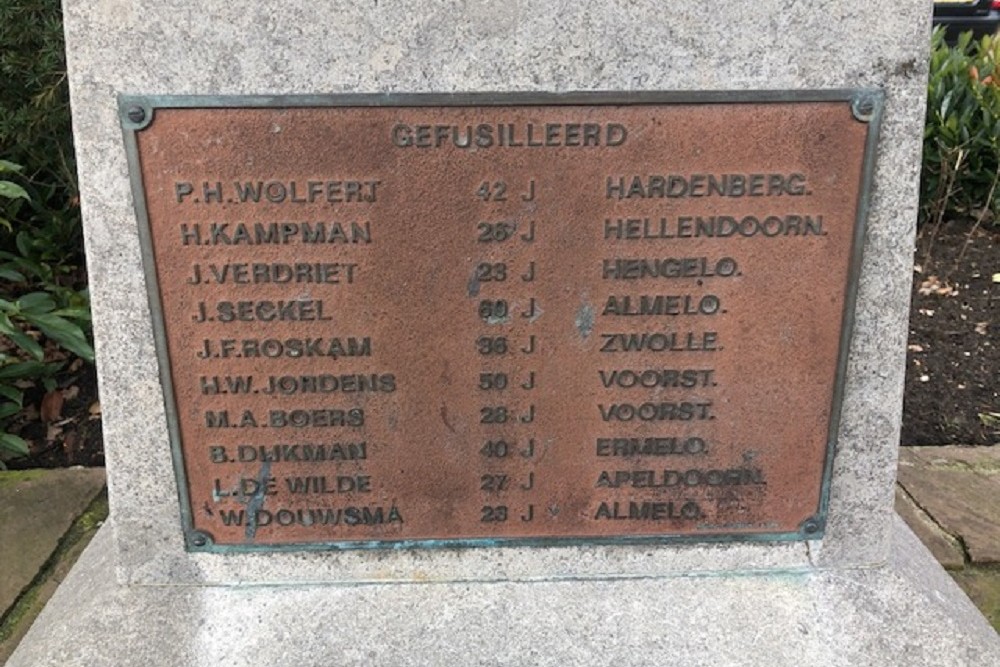 GEFUSILLEERD
P.H. WOLFERT 42 J HARDENBERG.
H. KAMPMAN 26 J HELLENDOORN.
J. VERDRIET 23 J HENGELO.
J. SECKEL 60 J ALMELO.
J.F. ROSKAM 36 J ZWOLLE.
H.W. JORDENS 50 J VOORST.
M.A. BOERS 28 J VOORST.
B. DIJKMAN 40 J ERMELO.
L. DE WILDE 27 J APELDOORN.
W. DOUWSMA 23 J ALMELO.